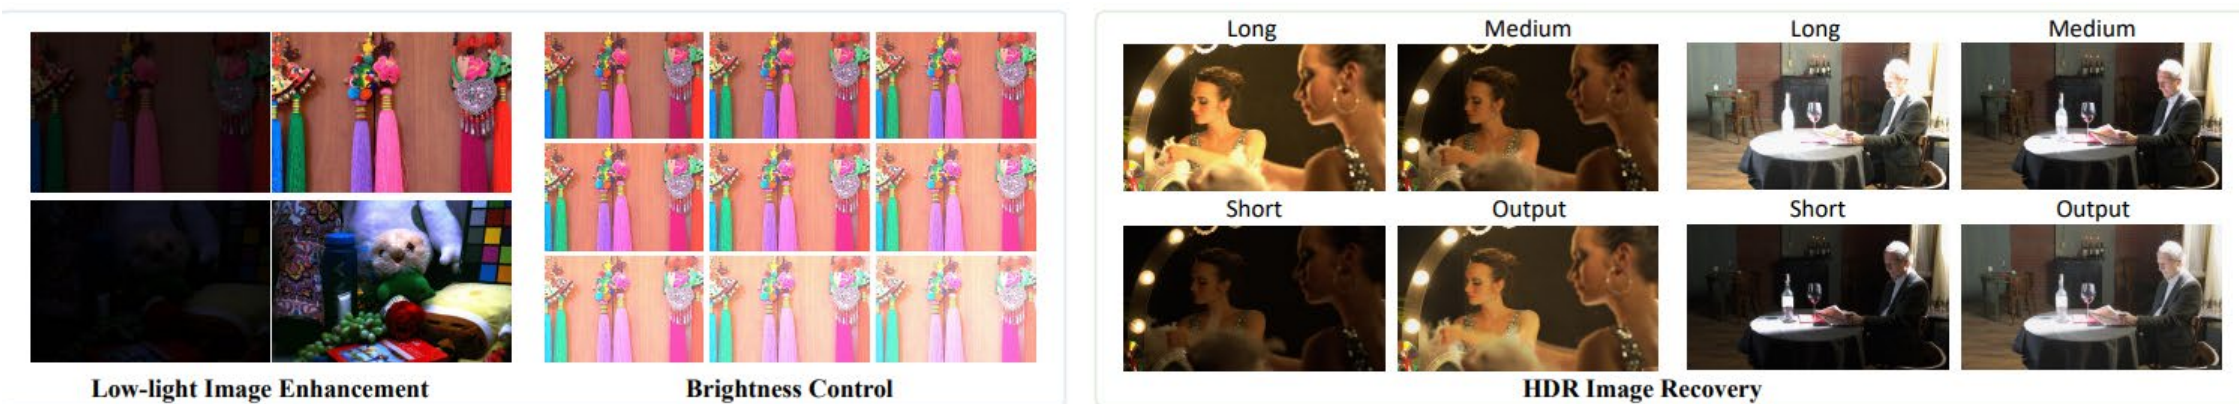 Long
Medium
Long
Medium
Short
Output
Short
Output
Low-light Image Enhancement
Brightness Control
HDR Image Recovery